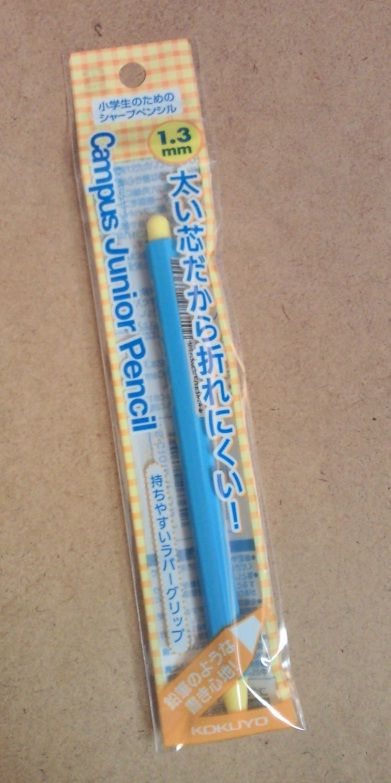 小学生のための
シャープペンシル
1.3
mm
太い芯だから折れにくい！
Campus Junior Pencil
持ちやすいラバーグリップ
鉛筆のような
書き心地！
KOKUYO